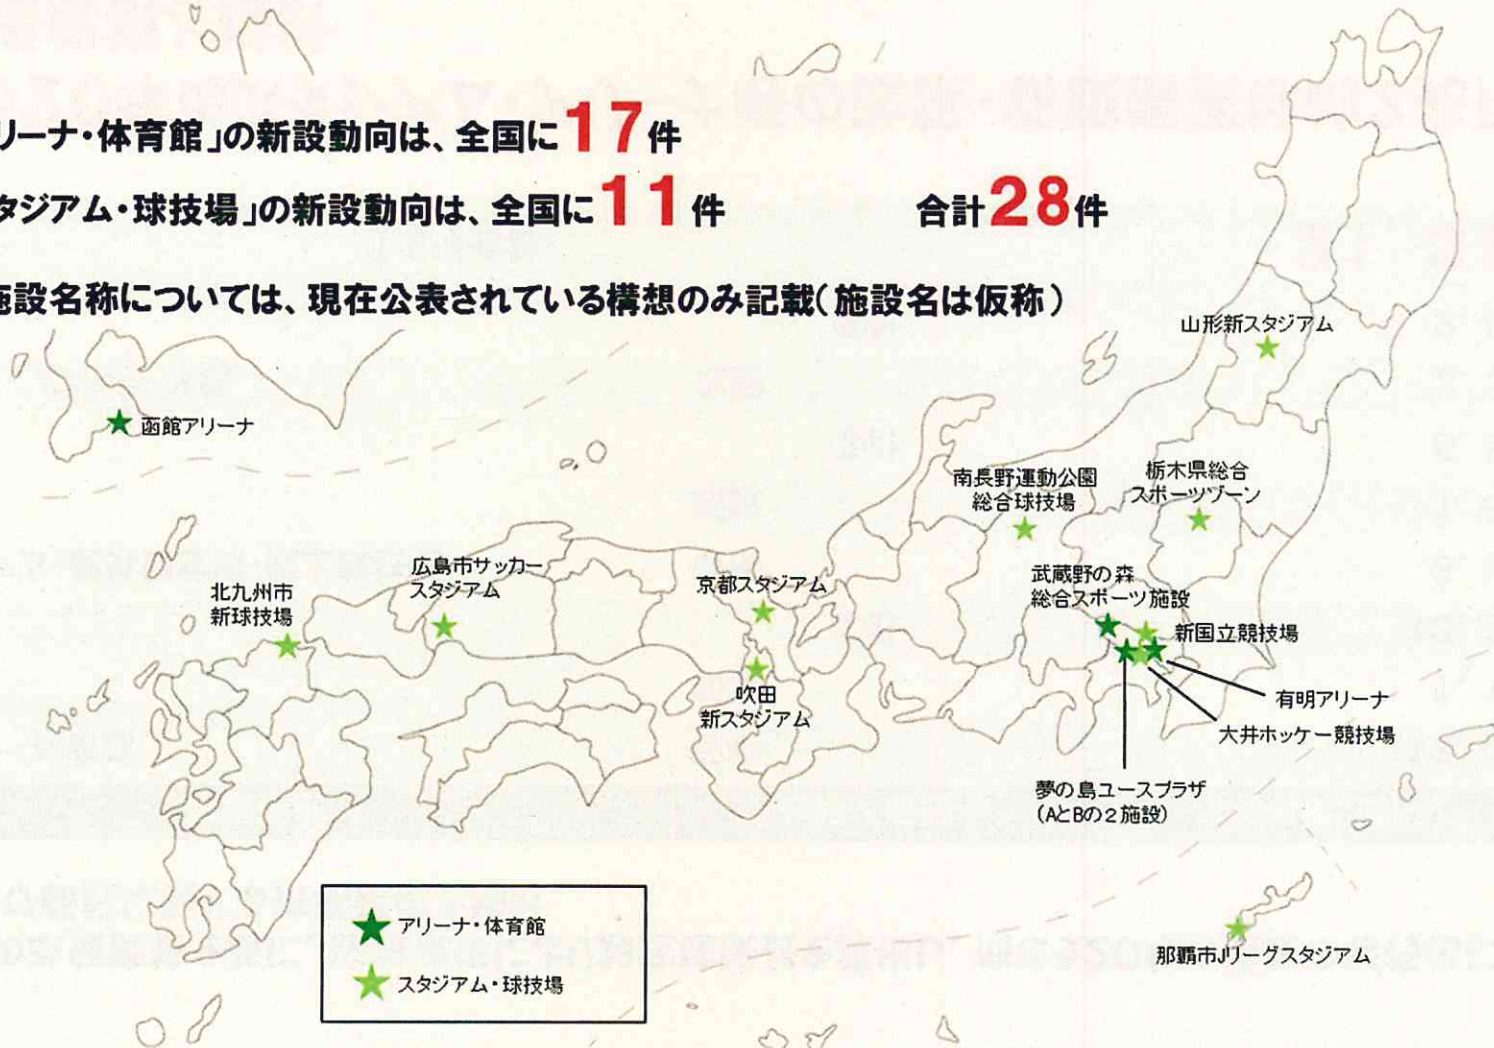 リーナ・体育館」の新設動向は、全国に17件
タジアム・球技場」の新設動向は、全国に11件
合計28件
施設名称については、現在公表されている構想のみ記載(施設名は仮称)
山形新スタジアム
函館アリーナ
南長野運動公園
総合球技場
栃木県総合
スポーツゾーン
広島市サッカー
スタジアム
京都スタジアム
北九州市
新球技場
武蔵野の森
総合スポーツ施設
新国立競技場
吹田
新スタジアム
有明アリーナ
大井ホッケー競技場
夢の島ユースプラザ
(AとBの2施設)
那覇市Jリーグスタジアム
アリーナ・体育館
スタジアム・球技場